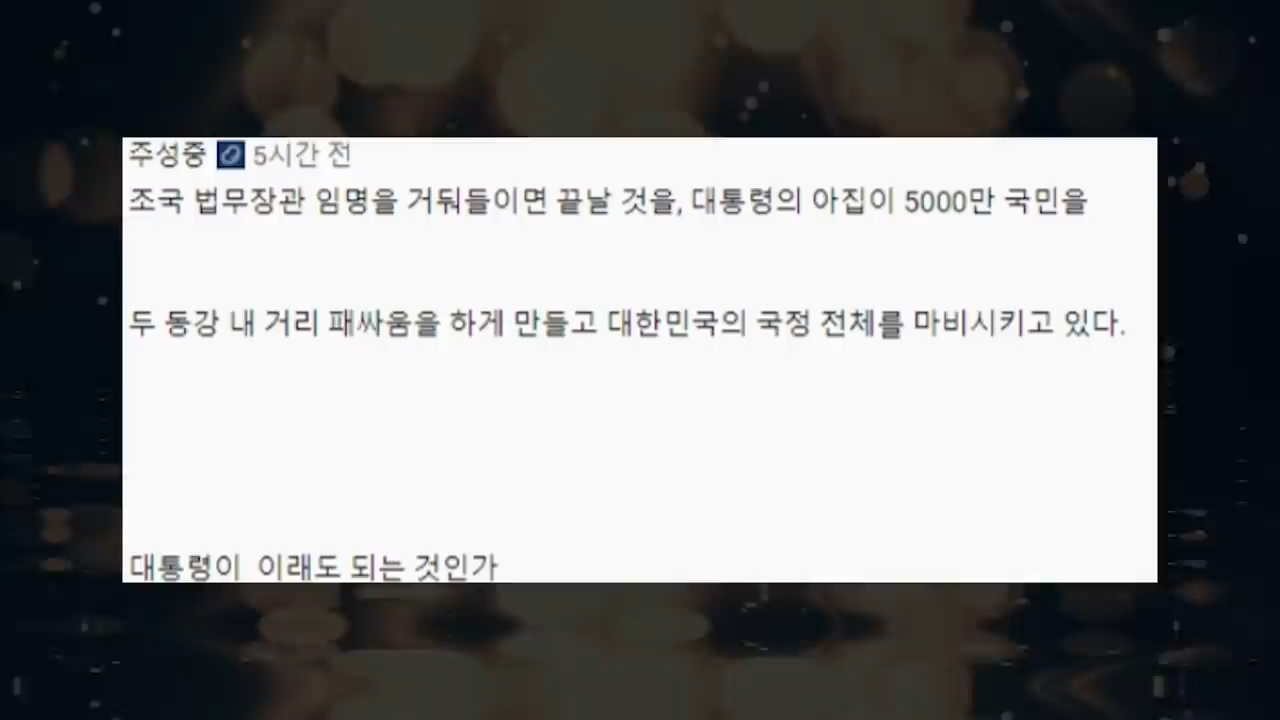 주성중 5시간 전
조국 법무장관 임명을 거둬들이면 끝날 것을, 대통령의 아집이 5000만 국민을
두 동강 내 거리 패싸움을 하게 만들고 대한민국의 국정 전체를 마비시키고 있다.
대통령이 이래도 되는 것인가